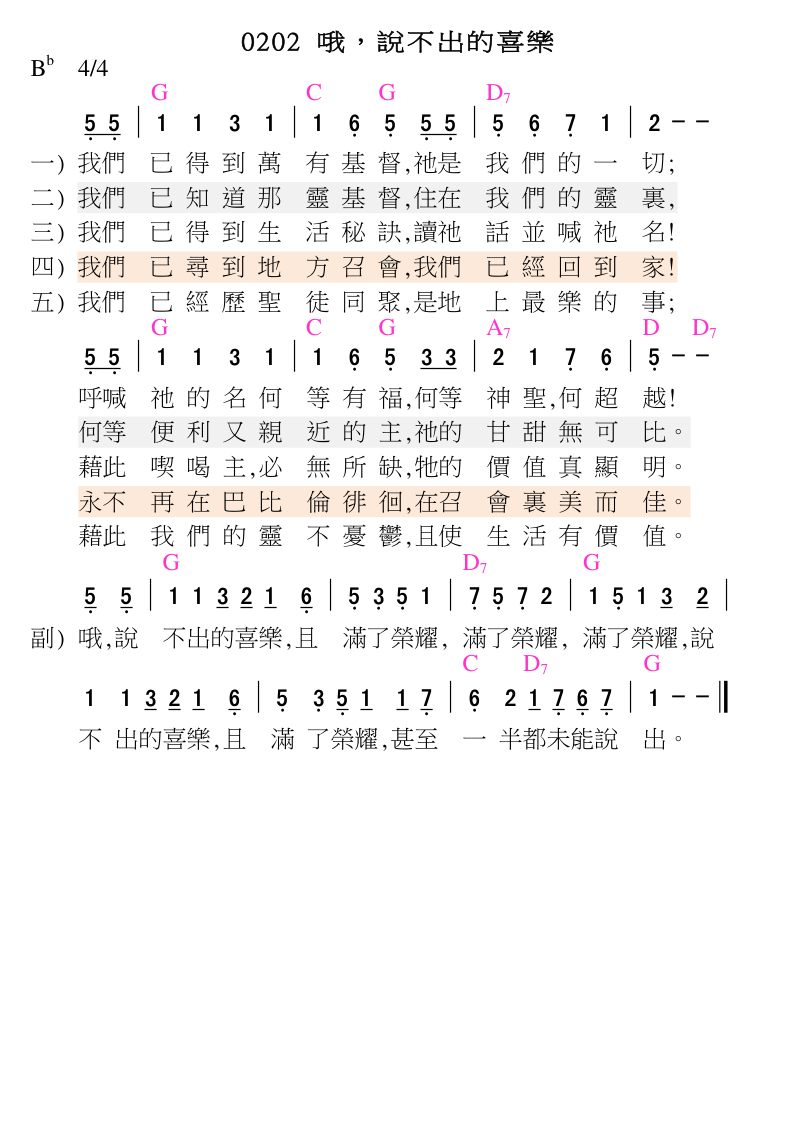 0202 哦，說不出的喜樂
Bb 4/4
G C G D7
5 5 | 1 1 3 1 | 1 6 5 5 5 | 5 6 7 1 | 2 - -
一) 我們 已得到萬 有基督,祂是 我們的一 切;
二) 我們 已知道那 靈基督,住在 我們的靈 裏,
三) 我們 已得到生 活秘訣,讀祂 話並喊祂 名!
四) 我們 已尋到地 方召會,我們 已經回到 家!
五) 我們 已經歷聖 徒同聚,是地 上最樂的 事;
G C G A7 D D7
5 5 | 1 1 3 1 | 1 6 5 3 3 | 2 1 7 6 | 5 - -
呼喊 祂的名何 等有福,何等 神聖,何超 越!
何等 便利又親 近的主,祂的 甘甜無可 比。
藉此 喫喝主,必 無所缺,牠的 價值真顯 明。
永不 再在巴比 倫徘徊,在召 會裏美而 佳。
藉此 我們的靈 不憂鬱,且使 生活有價 值。
G D7 G
5 5 | 1 1 3 2 1 6 | 5 3 5 1 | 7 5 7 2 | 1 5 1 3 2 |
副) 哦,說 不出的喜樂,且 滿了榮耀, 滿了榮耀, 滿了榮耀,說
C D7 G
1 1 3 2 1 6 | 5 3 5 1 1 7 | 6 2 1 7 6 7 | 1 - - ||
不 出的喜樂,且 滿 了榮耀,甚至 一 半都未能說 出。